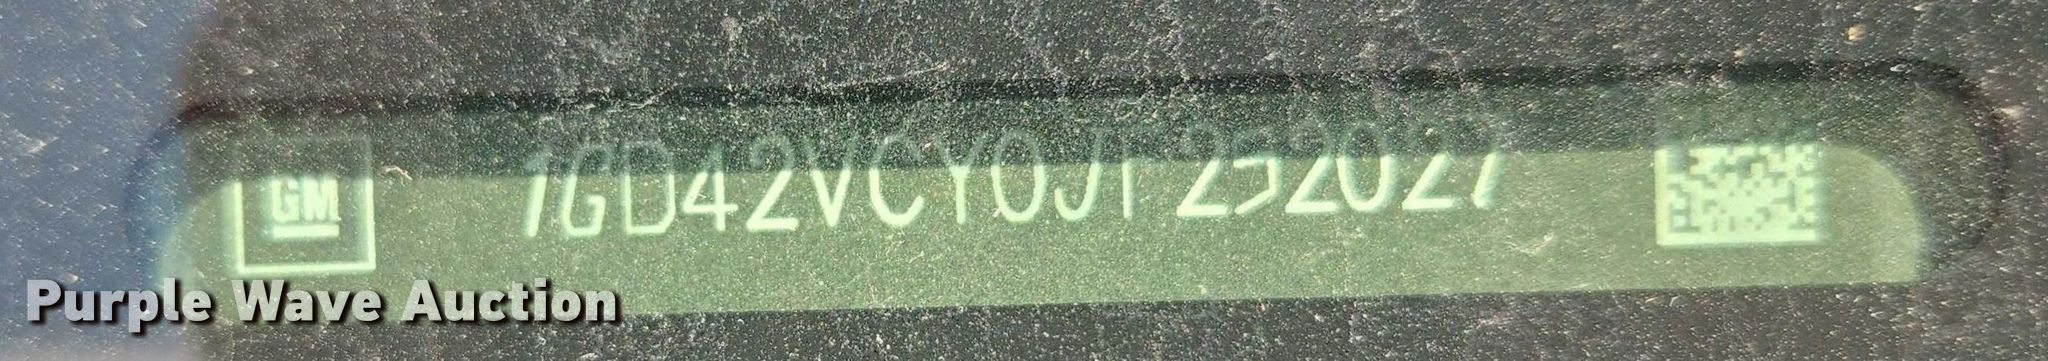 GM 1GD42VCY0JF252027
Purple Wave Auction